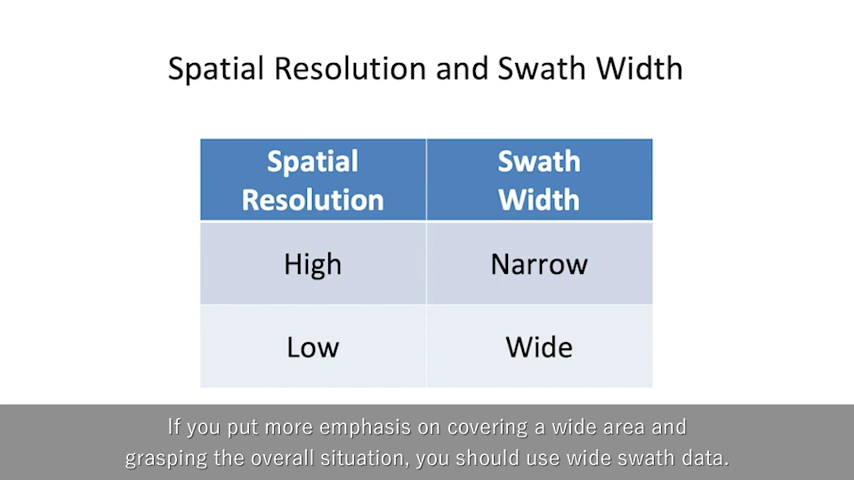 Spatial Resolution and Swath Width
Spatial Resolution
Swath Width
High
Narrow
Low
Wide
If you put more emphasis on covering a wide area and
grasping the overall situation, you should use wide swath data.